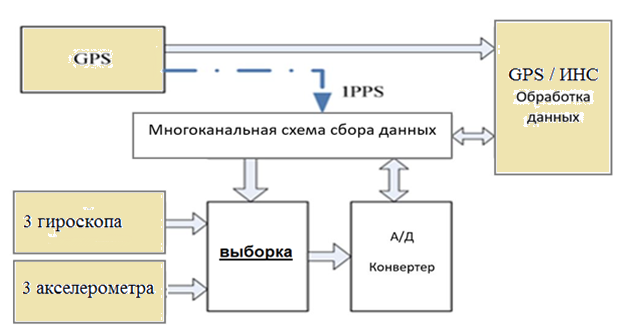 GPS
1PPS
GPS / ИНС
Обработка
данных
Многоканальная схема сбора данных
3 гироскопа
3 акселерометра
выборка
А/Д
Конвертер